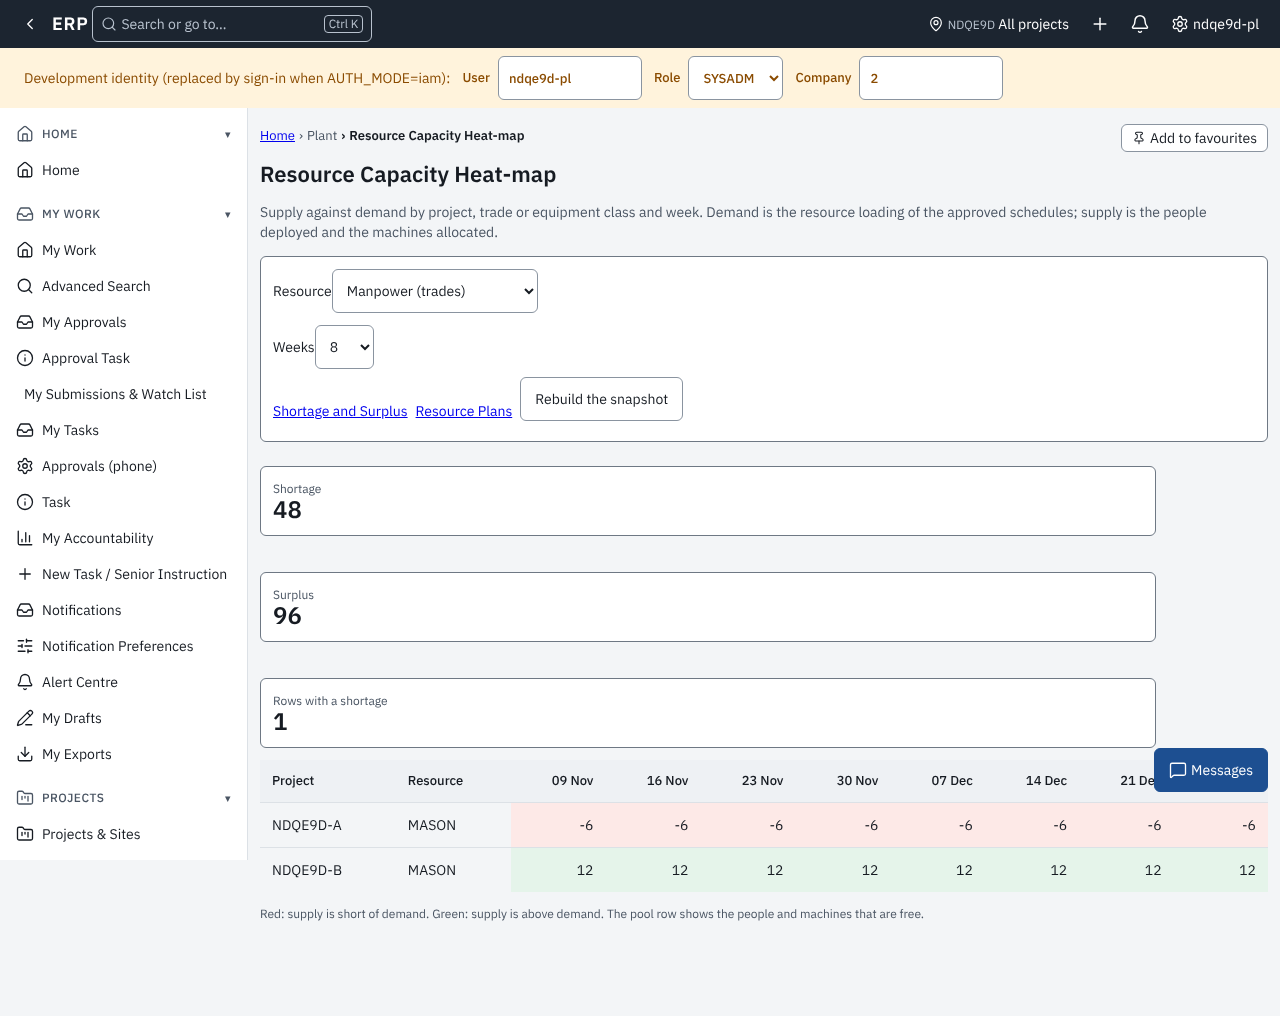 ERP Search or go to... Ctrl K NDQE9D All projects ndqe9d-pl
Development identity (replaced by sign-in when AUTH_MODE=iam): User ndqe9d-pl Role SYSADM Company 2
HOME
Home
MY WORK
My Work
Advanced Search
My Approvals
Approval Task
My Submissions & Watch List
My Tasks
Approvals (phone)
Task
My Accountability
New Task / Senior Instruction
Notifications
Notification Preferences
Alert Centre
My Drafts
My Exports
PROJECTS
Projects & Sites
Home › Plant › Resource Capacity Heat-map
Add to favourites
Resource Capacity Heat-map
Supply against demand by project, trade or equipment class and week. Demand is the resource loading of the approved schedules; supply is the people
deployed and the machines allocated.
Resource Manpower (trades)
Weeks 8
Shortage and Surplus Resource Plans Rebuild the snapshot
Shortage
48
Surplus
96
Rows with a shortage
1
Messages
Project Resource 09 Nov 16 Nov 23 Nov 30 Nov 07 Dec 14 Dec 21 De
NDQE9D-A MASON -6 -6 -6 -6 -6 -6 -6 -6
NDQE9D-B MASON 12 12 12 12 12 12 12 12
Red: supply is short of demand. Green: supply is above demand. The pool row shows the people and machines that are free.